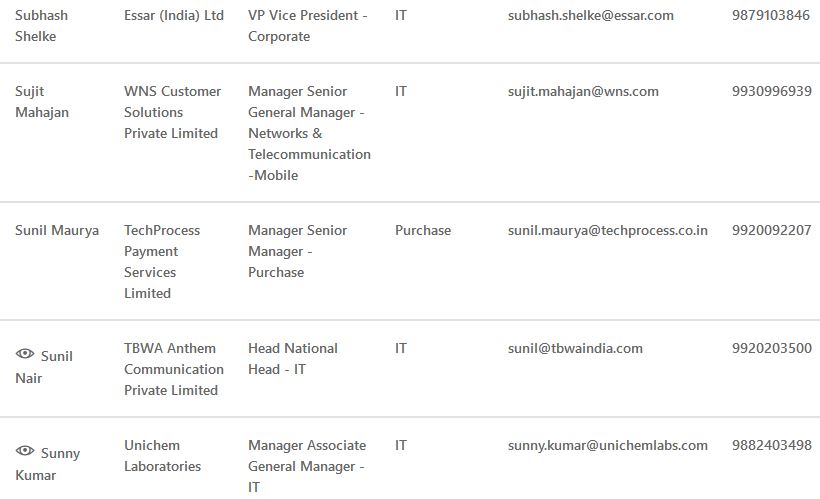 Subhash Essar (India) Ltd VP Vice President - IT subhash.shelke@essar.com 9879103846
Shelke Corporate
Sujit WNS Customer Manager Senior IT sujit.mahajan@wns.com 9930996939
Mahajan Solutions General Manager -
Private Limited Networks &
Telecommunication
-Mobile
Sunil Maurya TechProcess Manager Senior Purchase sunil.maurya@techprocess.co.in 9920092207
Payment Manager -
Services Purchase
Limited
Sunil TBWA Anthem Head National IT sunil@tbwaindia.com 9920203500
Nair Communication Head - IT
Private Limited
Sunny Unichem Manager Associate IT sunny.kumar@unichemlabs.com 9882403498
Kumar Laboratories General Manager -
IT